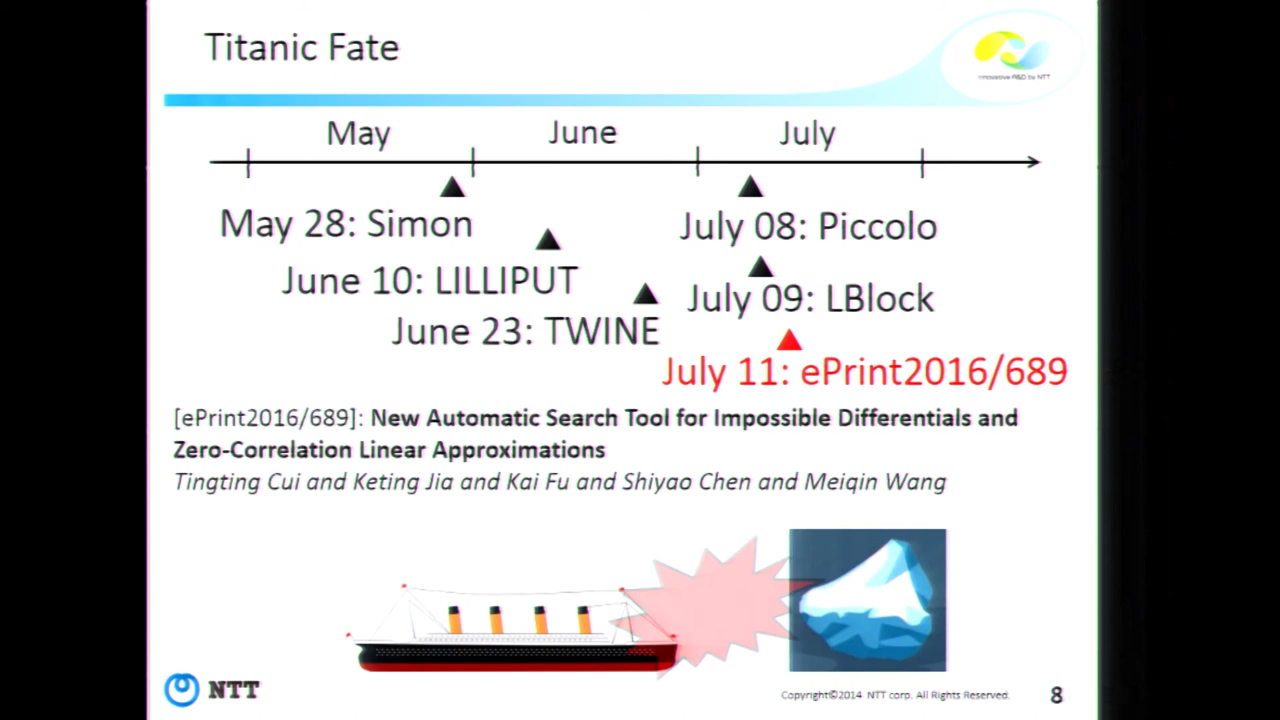 Titanic Fate
Innovative R&D by NTT
May June July
May 28: Simon
July 08: Piccolo
June 10: LILLIPUT
July 09: LBlock
June 23: TWINE
July 11: ePrint2016/689
[ePrint2016/689]: New Automatic Search Tool for Impossible Differentials and
Zero-Correlation Linear Approximations
Tingting Cui and Keting Jia and Kai Fu and Shiyao Chen and Meiqin Wang
NTT
Copyright©2014 NTT corp. All Rights Reserved.
8